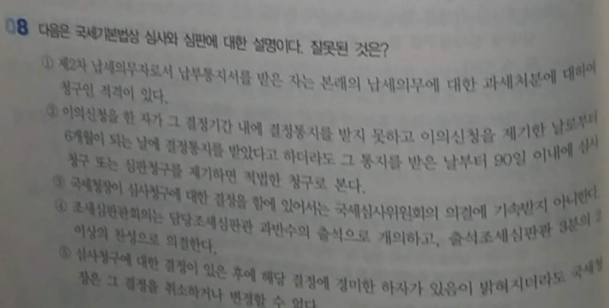 08 다음은 국세기본법상 심사와 심판에 대한 설명이다. 잘못된 것은?
① 제2차 납세의무자로서 납부통지서를 받은 자는 본래의 납세의무에 대한 과세처분에 대하여
청구인 적격이 있다.
② 이의신청을 한 자가 그 결정기간 내에 결정통지를 받지 못하고 이의신청을 제기한 날로부터
6개월이 되는 날에 결정통지를 받았다고 하더라도 그 통지를 받은 날부터 90일 이내에 심사
청구 또는 심판청구를 제기하면 적법한 청구로 본다.
③ 국세청장이 심사청구에 대한 결정을 함에 있어서는 국세심사위원회의 의결에 기속받지 아니한다.
④ 조세심판관회의는 담당조세심판관 과반수의 출석으로 개의하고, 출석조세심판관 3분의 2
이상의 찬성으로 의결한다.
⑤ 심사청구에 대한 결정이 있은 후에 해당 결정에 경미한 하자가 있음이 밝혀지더라도 국세청
장은 그 결정을 취소하거나 변경할 수 없다.